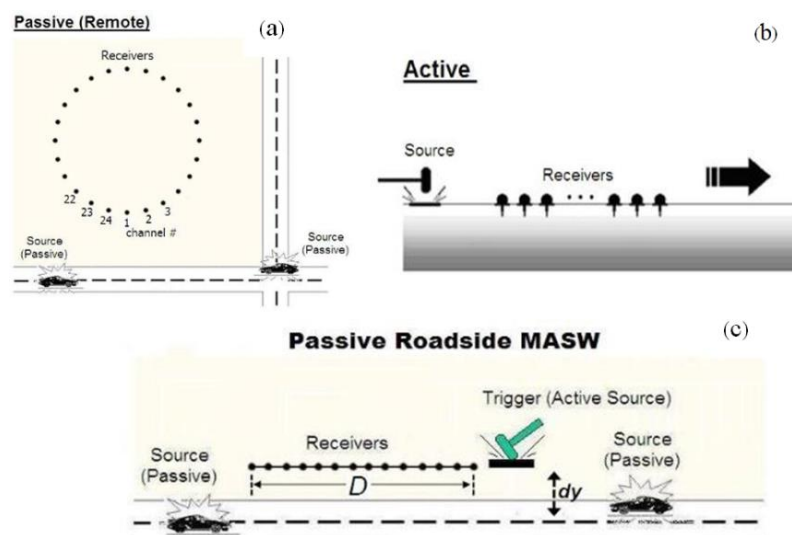 Passive (Remote)
(a)
Receivers
22
23
24
1
2
3
channel #
Source
(Passive)
Source
(Passive)
(b)
Active
Source
Receivers
(c)
Passive Roadside MASW
Trigger (Active Source)
Receivers
Source
(Passive)
Source
(Passive)
D
dy